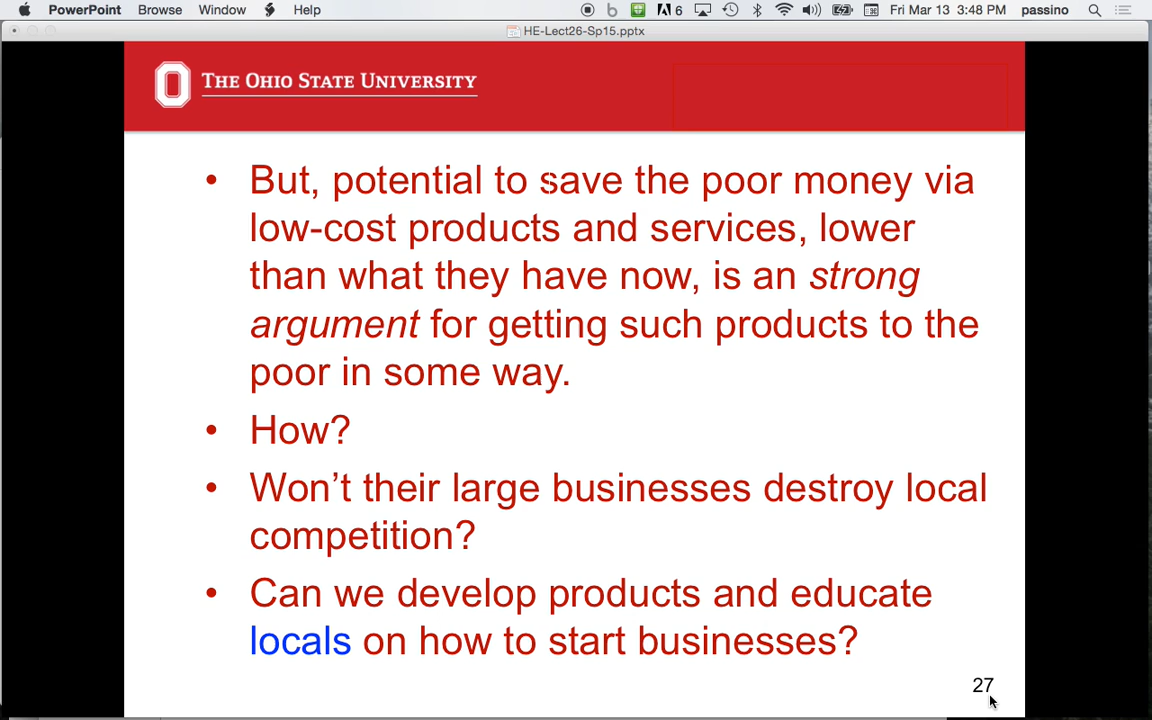 PowerPoint Browse Window Help 6 Fri Mar 13 3:48 PM passino
HE-Lect26-Sp15.pptx
THE OHIO STATE UNIVERSITY
• But, potential to save the poor money via
low-cost products and services, lower
than what they have now, is an strong
argument for getting such products to the
poor in some way.
• How?
• Won't their large businesses destroy local
competition?
• Can we develop products and educate
locals on how to start businesses?
27